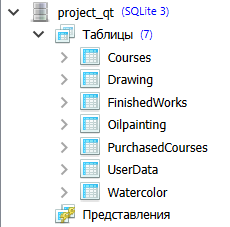 project_qt (SQLite 3)
Таблицы (7)
Courses
Drawing
FinishedWorks
Oilpainting
PurchasedCourses
UserData
Watercolor
Представления